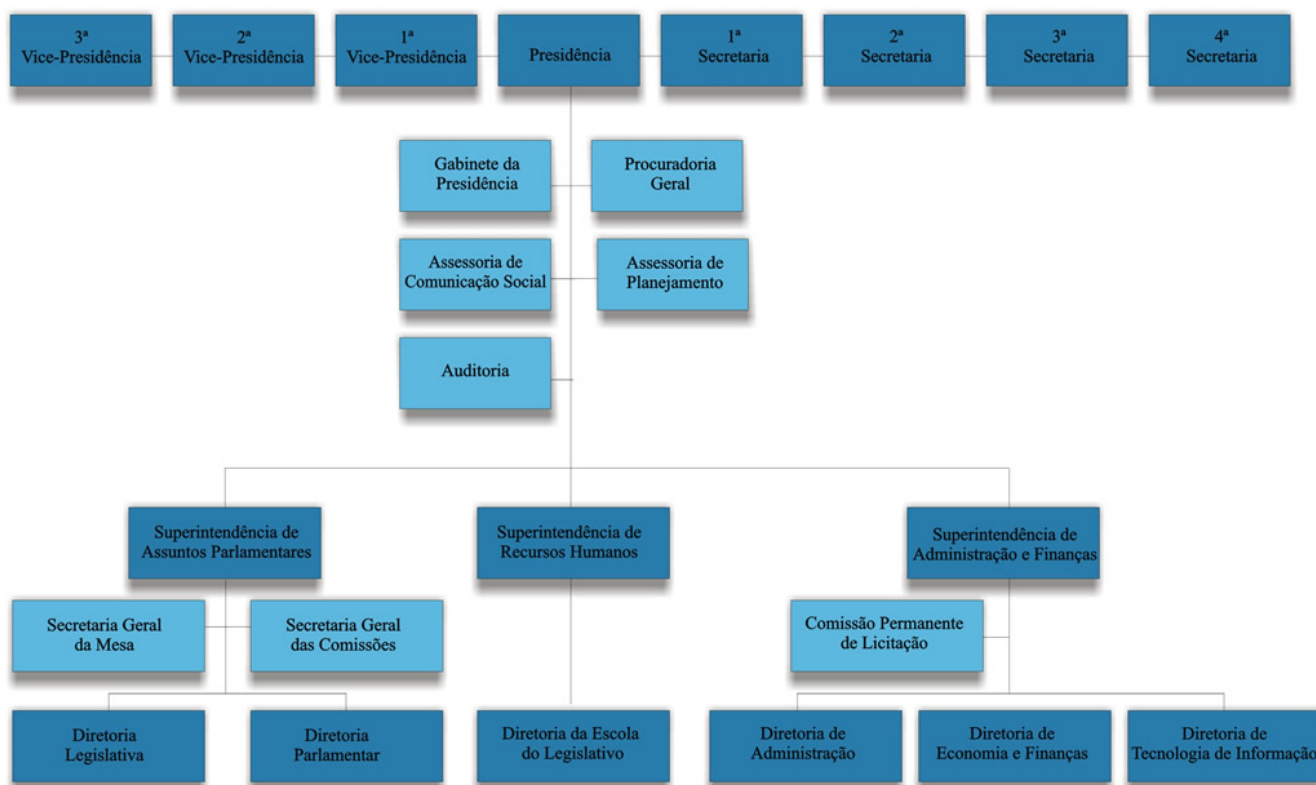 3ª
Vice-Presidência
2ª
Vice-Presidência
1ª
Vice-Presidência
Presidência
1ª
Secretaria
2ª
Secretaria
3ª
Secretaria
4ª
Secretaria
Gabinete da
Presidência
Procuradoria
Geral
Assessoria de
Comunicação Social
Assessoria de
Planejamento
Auditoria
Superintendência de
Assuntos Parlamentares
Superintendência de
Recursos Humanos
Superintendência de
Administração e Finanças
Secretaria Geral
da Mesa
Secretaria Geral
das Comissões
Comissão Permanente
de Licitação
Diretoria
Legislativa
Diretoria
Parlamentar
Diretoria da Escola
do Legislativo
Diretoria de
Administração
Diretoria de
Economia e Finanças
Diretoria de
Tecnologia de Informação